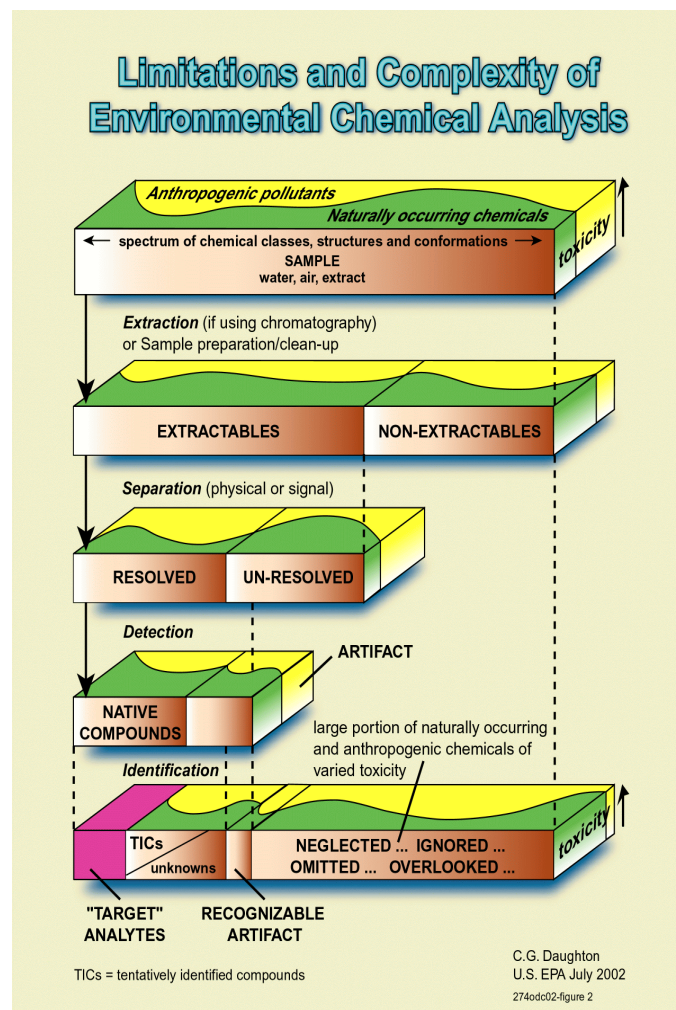 Limitations and Complexity of
Environmental Chemical Analysis
Anthropogenic pollutants
Naturally occurring chemicals
toxicity
spectrum of chemical classes, structures and conformations
SAMPLE
water, air, extract
Extraction (if using chromatography)
or Sample preparation/clean-up
EXTRACTABLES
NON-EXTRACTABLES
Separation (physical or signal)
RESOLVED
UN-RESOLVED
Detection
ARTIFACT
NATIVE
COMPOUNDS
large portion of naturally occurring
and anthropogenic chemicals of
varied toxicity
Identification
toxicity
TICs
unknowns
NEGLECTED ... IGNORED ...
OMITTED ... OVERLOOKED ...
"TARGET"
ANALYTES
RECOGNIZABLE
ARTIFACT
TICs = tentatively identified compounds
C.G. Daughton
U.S. EPA July 2002
274odc02-figure 2